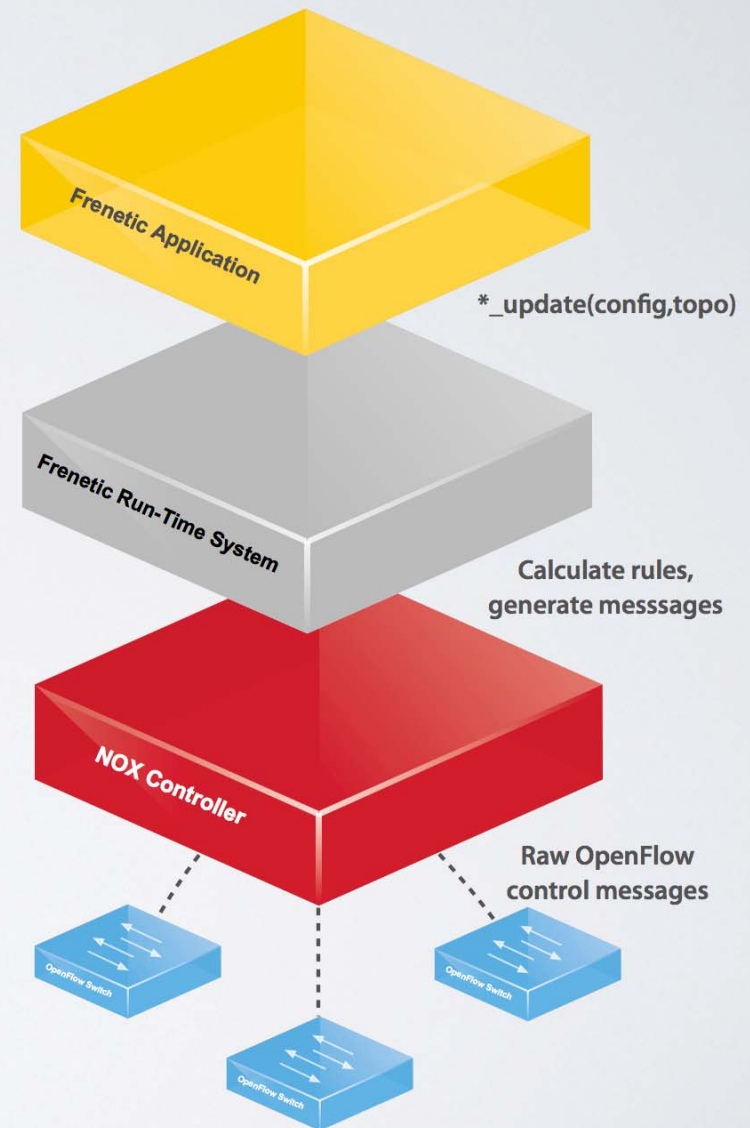 Frenetic Application
*_update(config,topo)
Frenetic Run-Time System
Calculate rules,
generate messsages
NOX Controller
Raw OpenFlow
control messages
OpenFlow Switch
OpenFlow Switch
OpenFlow Switch